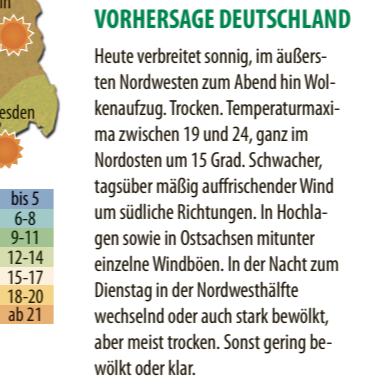 in
esden
bis 5
6-8
9-11
12-14
15-17
18-20
ab 21
VORHERSAGE DEUTSCHLAND
Heute verbreitet sonnig, im äußers-
ten Nordwesten zum Abend hin Wol-
kenaufzug. Trocken. Temperaturmaxi-
ma zwischen 19 und 24, ganz im
Nordosten um 15 Grad. Schwacher,
tagsüber mäßig auffrischender Wind
um südliche Richtungen. In Hochla-
gen sowie in Ostsachsen mitunter
einzelne Windböen. In der Nacht zum
Dienstag in der Nordwesthälfte
wechselnd oder auch stark bewölkt,
aber meist trocken. Sonst gering be-
wölkt oder klar.